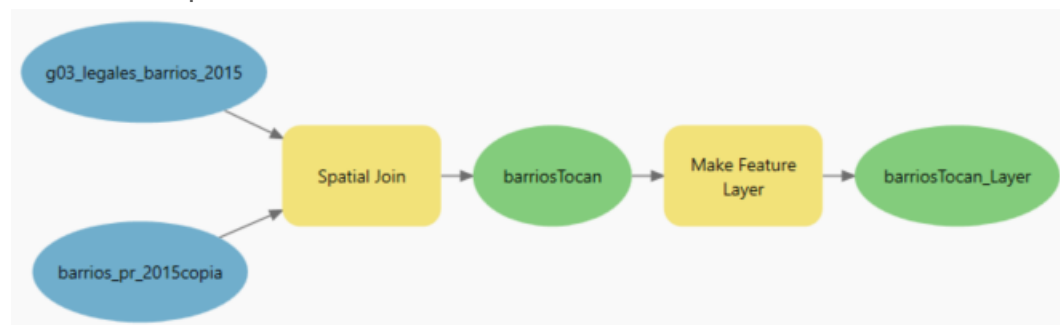 g03_legales_barrios_2015
barrios_pr_2015copia
Spatial Join
barriosTocan
Make Feature
Layer
barriosTocan_Layer